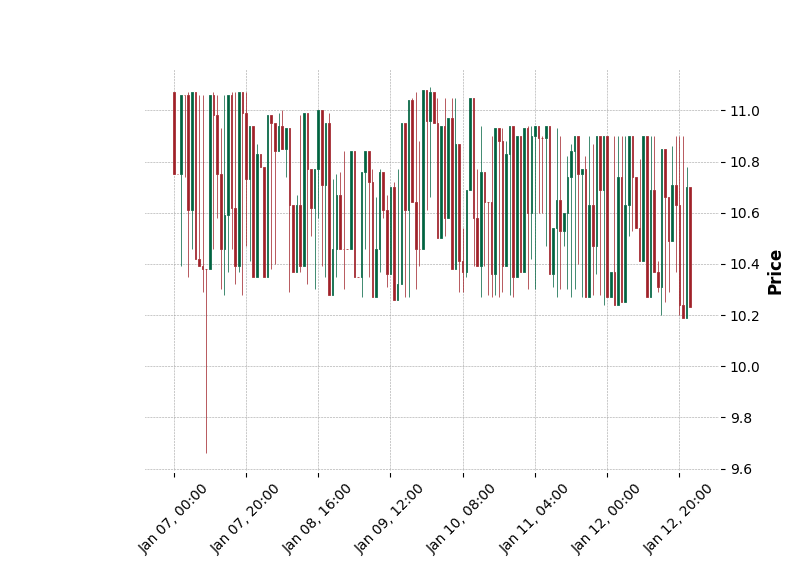 11.0
10.8
10.6
10.4
10.2
10.0
9.8
9.6
Price
Jan 07, 00:00
Jan 07, 20:00
Jan 08, 16:00
Jan 09, 12:00
Jan 10, 08:00
Jan 11, 04:00
Jan 12, 00:00
Jan 12, 20:00